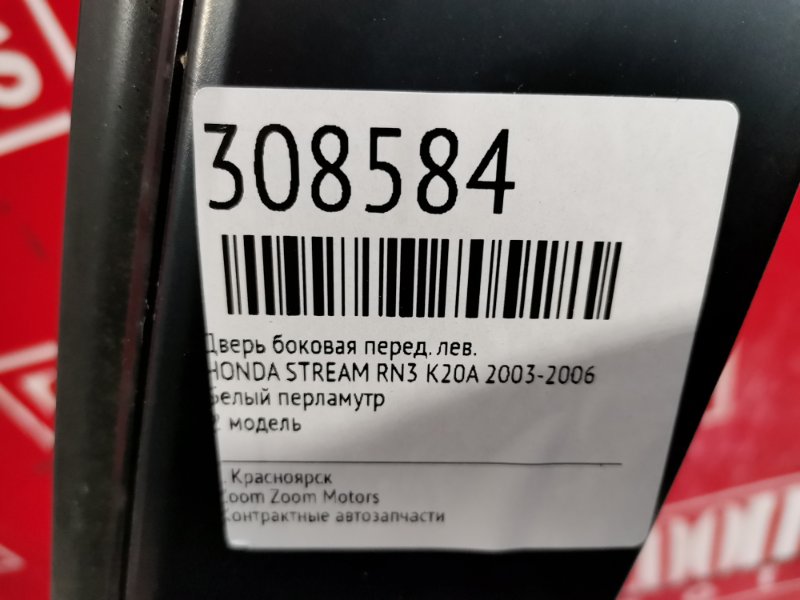 308584
Дверь боковая перед. лев.
HONDA STREAM RN3 K20A 2003-2006
Белый перламутр
2 модель
г. Красноярск
Zoom Zoom Motors
Контрактные автозапчасти